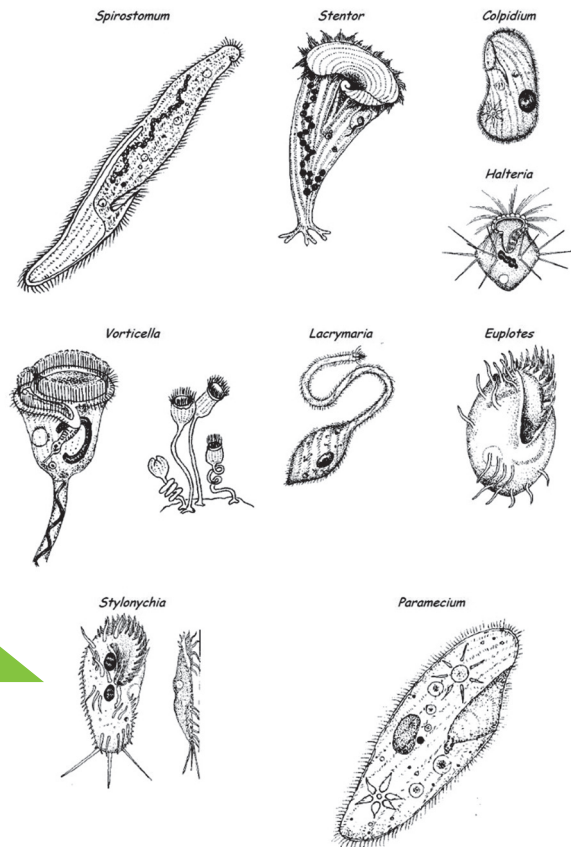 Spirostomum
Stentor
Colpidium
Halteria
Vorticella
Lacrymaria
Euplotes
Stylonychia
Paramecium